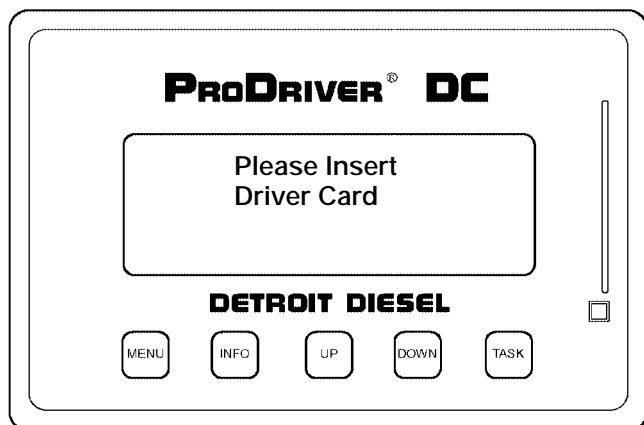 PRODRIVER® DC
Please Insert
Driver Card
DETROIT DIESEL
MENU INFO UP DOWN TASK